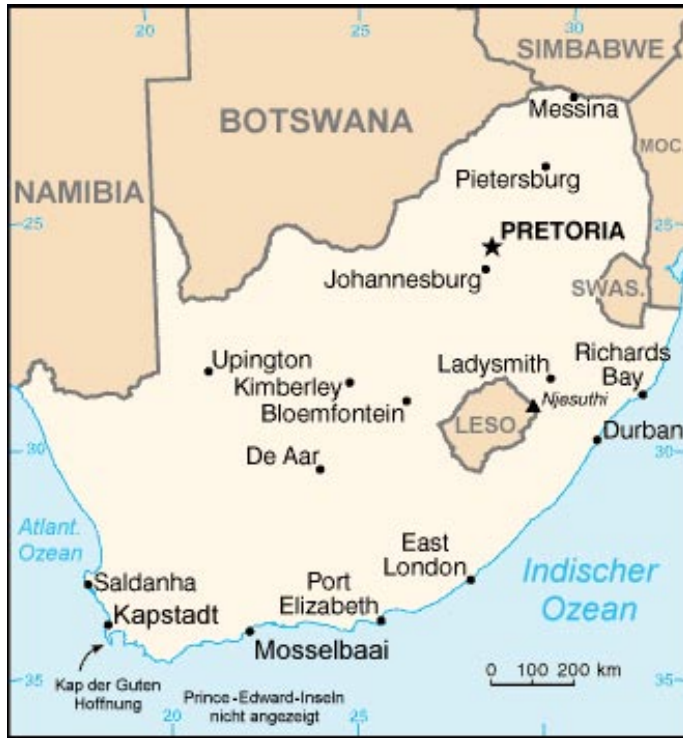 20
25
30
SIMBABWE
Messina
BOTSWANA
MOC
Pietersburg
NAMIBIA
25
PRETORIA
25
Johannesburg
SWAS.
Upington
Ladysmith
Richards
Bay
Kimberley
Njesuthi
Bloemfontein
LESO
Durban
De Aar
30
30
Atlant.
Ozean
East
London
Indischer
Ozean
Saldanha
Port
Elizabeth
Kapstadt
Mosselbaai
0 100 200 km
Kap der Guten
Hoffnung
35
Prince-Edward-Inseln
nicht angezeigt
35
20
25